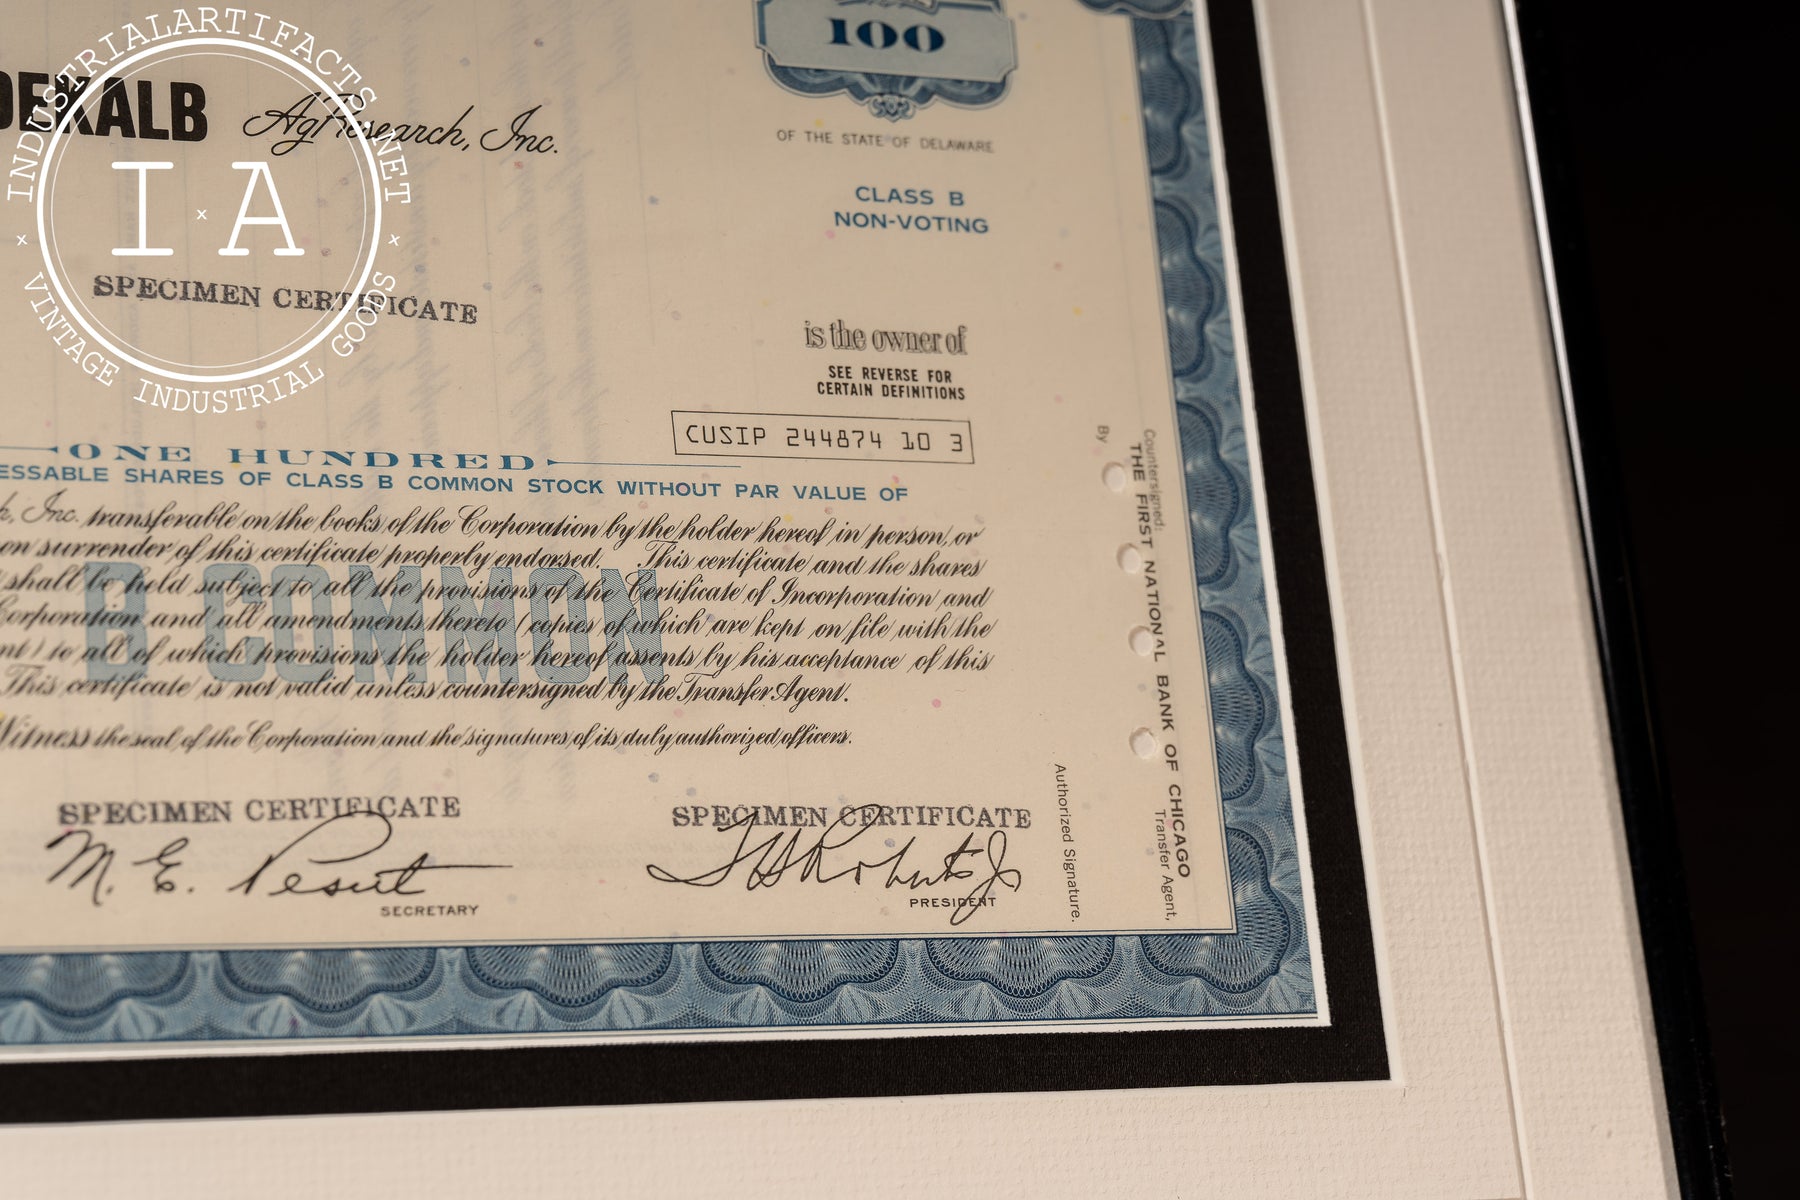 INDUSTRIALARTIFACTS.NET
I x A
x x
VINTAGE INDUSTRIAL GOODS
100
DEKALB AgResearch, Inc.
OF THE STATE OF DELAWARE
CLASS B
NON-VOTING
SPECIMEN CERTIFICATE
is the owner of
SEE REVERSE FOR
CERTAIN DEFINITIONS
CUSIP 244874 10 3
ONE HUNDRED
ESSABLE SHARES OF CLASS B COMMON STOCK WITHOUT PAR VALUE OF
h, Inc. transferable on the books of the Corporation by the holder hereof in person, or
on surrender of this certificate properly endorsed. This certificate and the shares
shall be held subject to all the provisions of the Certificate of Incorporation and
Corporation and all amendments thereto (copies of which are kept on file with the
nt) to all of which provisions the holder hereof assents by his acceptance of this
This certificate is not valid unless countersigned by the Transfer Agent.
B COMMON
Witness the seal of the Corporation and the signatures of its duly authorized officers.
SPECIMEN CERTIFICATE
M. E. Pesut
SECRETARY
SPECIMEN CERTIFICATE
T H Roberts Jr
PRESIDENT
Countersigned:
THE FIRST NATIONAL BANK OF CHICAGO
Transfer Agent,
By
Authorized Signature.